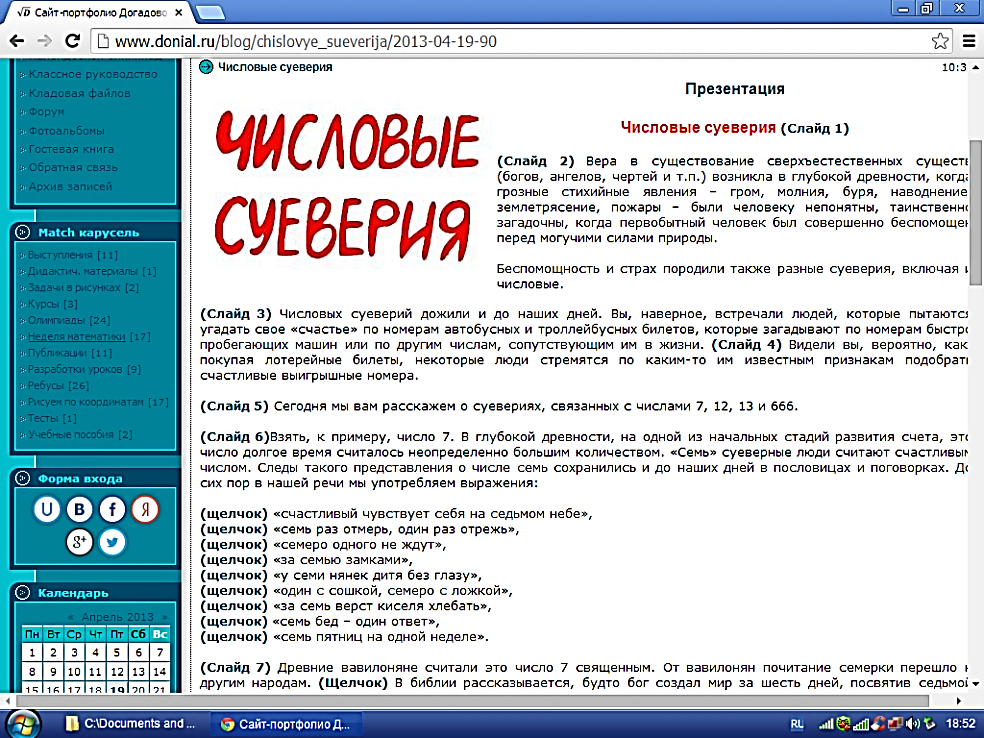 Сайт-портфолио Догадово
www.donial.ru/blog/chislovye_sueverija/2013-04-19-90
Классное руководство
Кладовая файлов
Форум
Фотоальбомы
Гостевая книга
Обратная связь
Архив записей
Match карусель
Выступления [11]
Дидактич. материалы [1]
Задачи в рисунках [2]
Курсы [3]
Олимпиады [24]
Неделя математики [17]
Публикации [11]
Разработки уроков [9]
Ребусы [26]
Рисуем по координатам [17]
Тесты [1]
Учебные пособия [2]
Форма входа
U В f Я
g+
Календарь
« Апрель 2013 »
Пн Вт Ср Чт Пт Сб Вс
1 2 3 4 5 6 7
8 9 10 11 12 13 14
15 16 17 18 19 20 21
Числовые суеверия
10:3
ЧИСЛОВЫЕ
СУЕВЕРИЯ
Презентация
Числовые суеверия (Слайд 1)
(Слайд 2) Вера в существование сверхъестественных сущест
(богов, ангелов, чертей и т.п.) возникла в глубокой древности, когда
грозные стихийные явления – гром, молния, буря, наводнение
землетрясение, пожары – были человеку непонятны, таинственно
загадочны, когда первобытный человек был совершенно беспомощен
перед могучими силами природы.
Беспомощность и страх породили также разные суеверия, включая и
числовые.
(Слайд 3) Числовых суеверий дожили и до наших дней. Вы, наверное, встречали людей, которые пытаются
угадать свое «счастье» по номерам автобусных и троллейбусных билетов, которые загадывают по номерам быстро
пробегающих машин или по другим числам, сопутствующим им в жизни. (Слайд 4) Видели вы, вероятно, как,
покупая лотерейные билеты, некоторые люди стремятся по каким-то им известным признакам подобрать
счастливые выигрышные номера.
(Слайд 5) Сегодня мы вам расскажем о суевериях, связанных с числами 7, 12, 13 и 666.
(Слайд 6)Взять, к примеру, число 7. В глубокой древности, на одной из начальных стадий развития счета, это
число долгое время считалось неопределенно большим количеством. «Семь» суеверные люди считают счастливым
числом. Следы такого представления о числе семь сохранились и до наших дней в пословицах и поговорках. До
сих пор в нашей речи мы употребляем выражения:
(щелчок) «счастливый чувствует себя на седьмом небе»,
(щелчок) «семь раз отмерь, один раз отрежь»,
(щелчок) «семеро одного не ждут»,
(щелчок) «за семью замками»,
(щелчок) «у семи нянек дитя без глазу»,
(щелчок) «один с сошкой, семеро с ложкой»,
(щелчок) «за семь верст киселя хлебать»,
(щелчок) «семь бед – один ответ»,
(щелчок) «семь пятниц на одной неделе».
(Слайд 7) Древние вавилоняне считали это число 7 священным. От вавилонян почитание семерки перешло к
другим народам. (Щелчок) В библии рассказывается, будто бог создал мир за шесть дней, посвятив седьмой
C:\Documents and ...
Сайт-портфолио Д...
RU
18:52